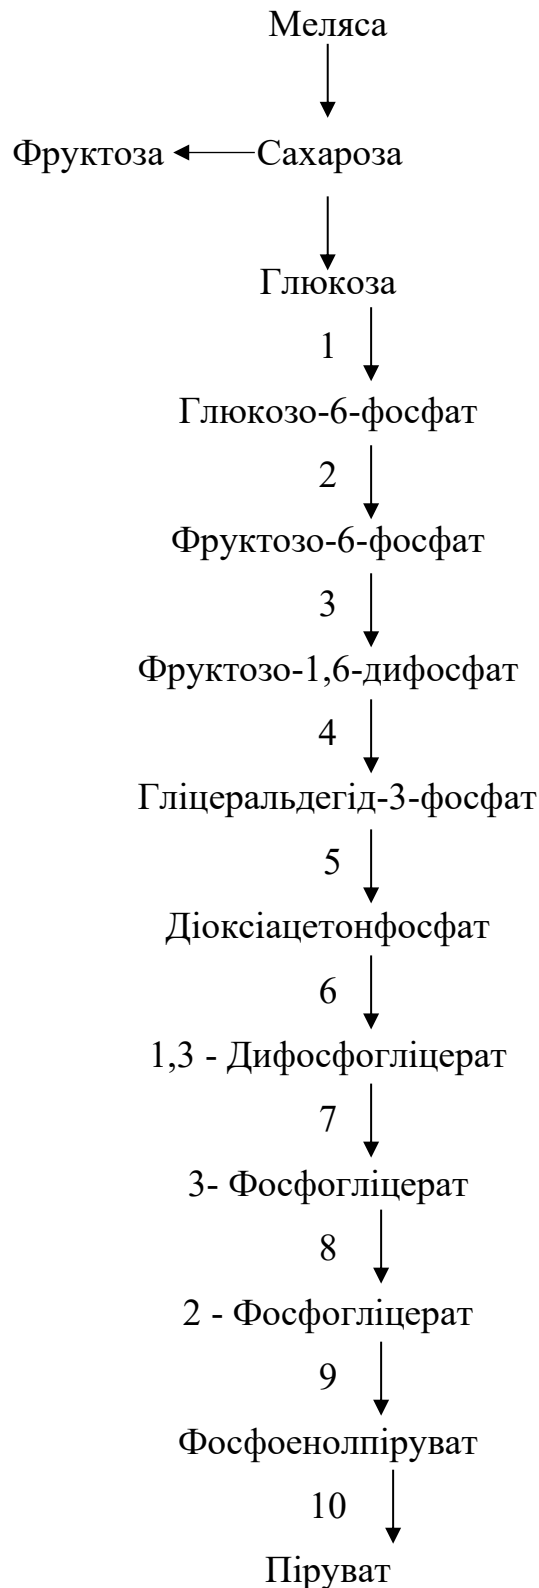 Меляса
Фруктоза Сахароза
Глюкоза
1
Глюкозо-6-фосфат
2
Фруктозо-6-фосфат
3
Фруктозо-1,6-дифосфат
4
Гліцеральдегід-3-фосфат
5
Діоксіацетонфосфат
6
1,3 - Дифосфогліцерат
7
3- Фосфогліцерат
8
2 - Фосфогліцерат
9
Фосфоенолпіруват
10
Піруват